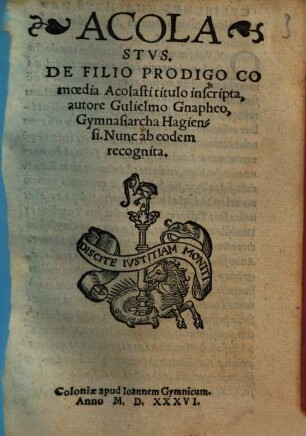 3
ACOLA
STVS.
DE FILIO PRODIGO CO
mœdia Acolasti titulo inscripta,
autore Gulielmo Gnapheo,
Gymnasiarcha Hagien-
si. Nunc ab eodem
recognita.
DISCITE IVSTITIAM MONITI
Coloniæ apud Ioannem Gymnicum.
Anno M. D. XXXVI.